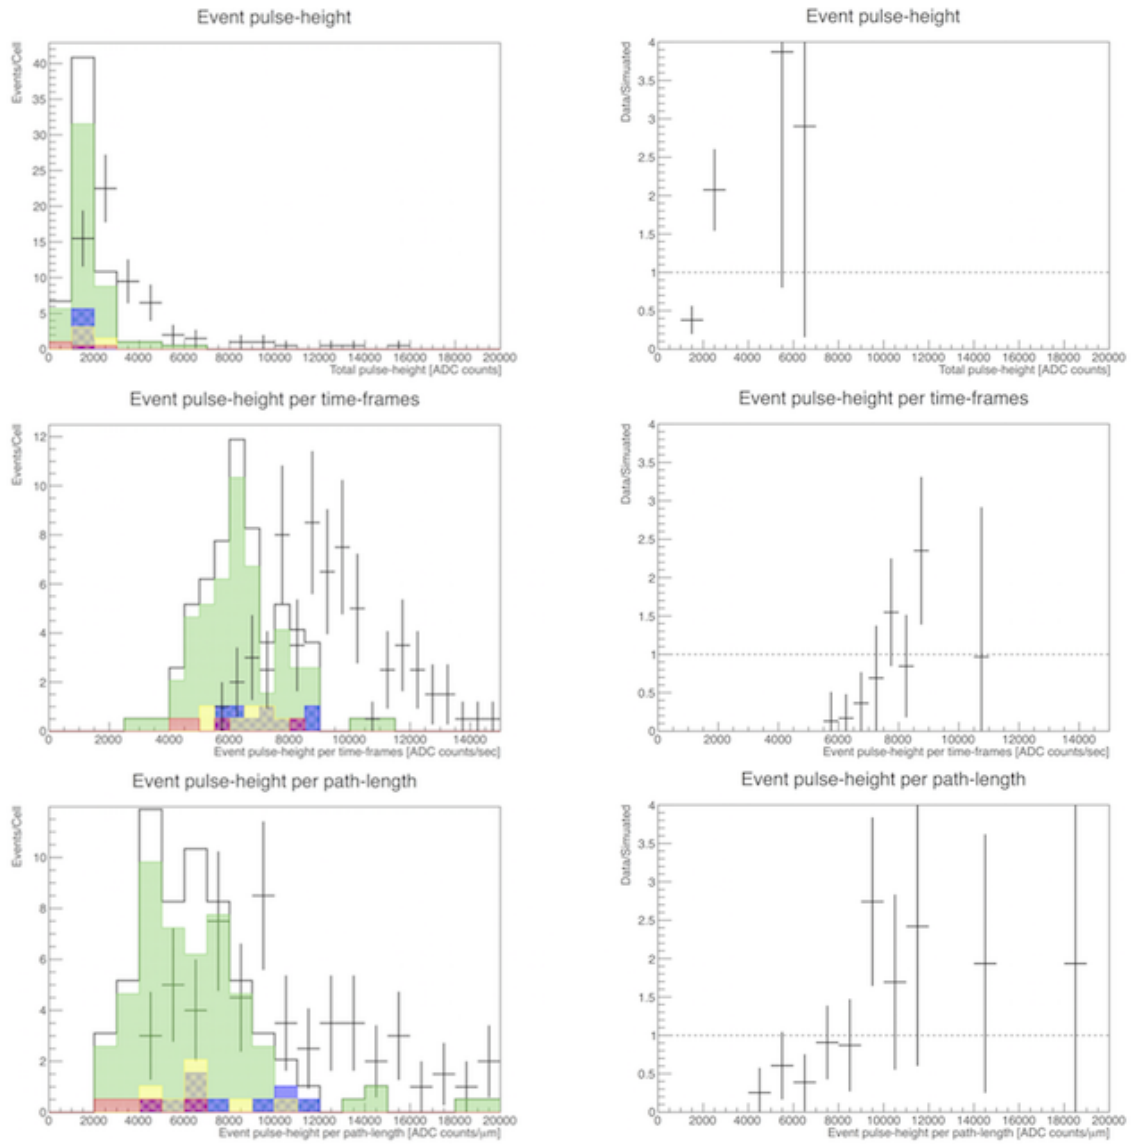 Event pulse-height
Events/Cell
40
35
30
25
20
15
10
5
0
0 2000 4000 6000 8000 10000 12000 14000 16000 18000 20000
Total pulse-height [ADC counts]
Event pulse-height
Data/Simuated
4
3.5
3
2.5
2
1.5
1
0.5
0
0 2000 4000 6000 8000 10000 12000 14000 16000 18000 20000
Total pulse-height [ADC counts]
Event pulse-height per time-frames
Events/Cell
12
10
8
6
4
2
0
0 2000 4000 6000 8000 10000 12000 14000
Event pulse-height per time-frames [ADC counts/sec]
Event pulse-height per time-frames
Data/Simuated
4
3.5
3
2.5
2
1.5
1
0.5
0
0 2000 4000 6000 8000 10000 12000 14000
Event pulse-height per time-frames [ADC counts/sec]
Event pulse-height per path-length
Events/Cell
10
8
6
4
2
0
0 2000 4000 6000 8000 10000 12000 14000 16000 18000 20000
Event pulse-height per path-length [ADC counts/μm]
Event pulse-height per path-length
Data/Simuated
4
3.5
3
2.5
2
1.5
1
0.5
0
0 2000 4000 6000 8000 10000 12000 14000 16000 18000 20000
Event pulse-height per path-length [ADC counts/μm]